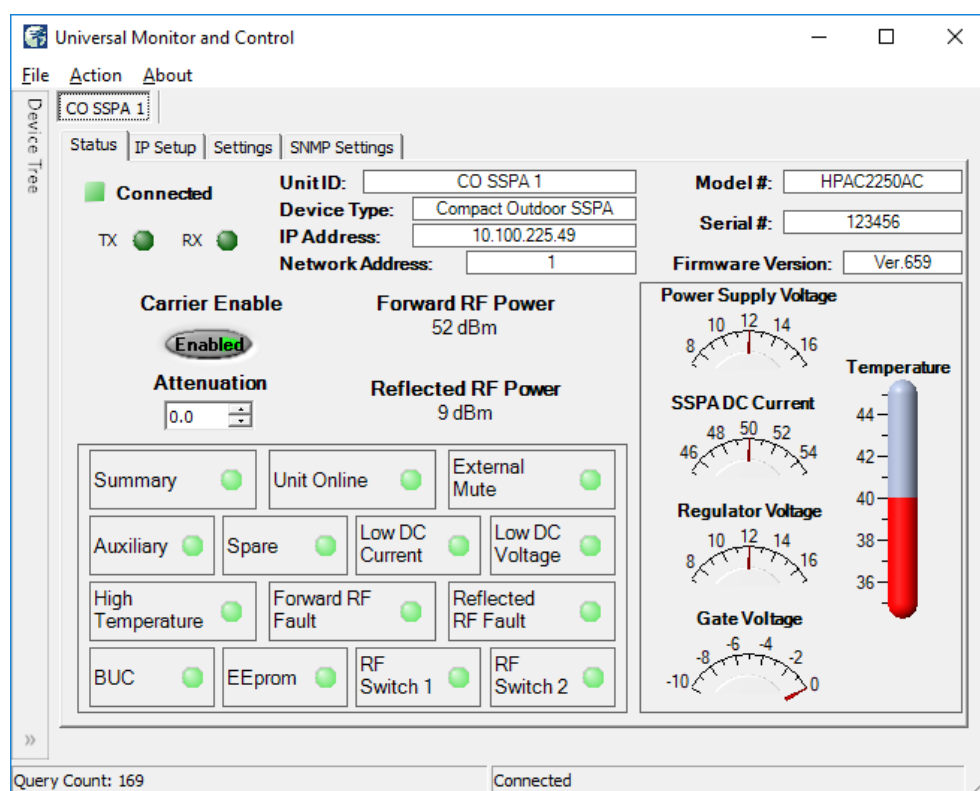 Universal Monitor and Control
File Action About
Device Tree
CO SSPA 1
Status IP Setup Settings SNMP Settings
Connected
TX RX
Unit ID: CO SSPA 1
Device Type: Compact Outdoor SSPA
IP Address: 10.100.225.49
Network Address: 1
Model #: HPAC2250AC
Serial #: 123456
Firmware Version: Ver.659
Carrier Enable
Enabled
Attenuation
0.0
Forward RF Power
52 dBm
Reflected RF Power
9 dBm
Power Supply Voltage
8 10 12 14 16
SSPA DC Current
46 48 50 52 54
Regulator Voltage
8 10 12 14 16
Gate Voltage
-10 -8 -6 -4 -2 0
Temperature
44
42
40
38
36
Summary
Unit Online
External
Mute
Auxiliary
Spare
Low DC
Current
Low DC
Voltage
High
Temperature
Forward RF
Fault
Reflected
RF Fault
BUC
EEprom
RF
Switch 1
RF
Switch 2
»
Query Count: 169
Connected